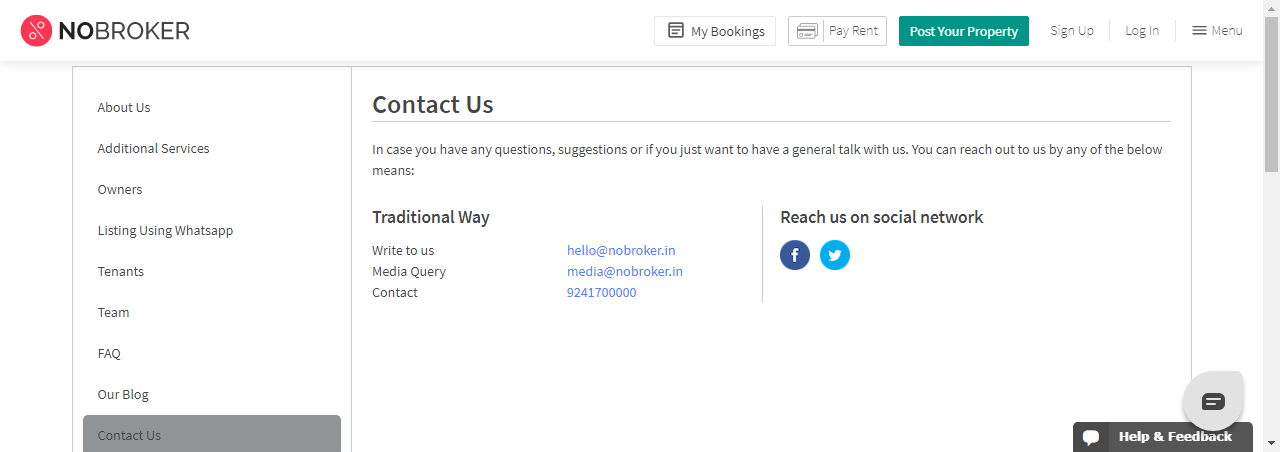 NOBROKER
My Bookings
Pay Rent
Post Your Property
Sign Up
Log In
Menu
About Us
Additional Services
Owners
Listing Using Whatsapp
Tenants
Team
FAQ
Our Blog
Contact Us
Contact Us
In case you have any questions, suggestions or if you just want to have a general talk with us. You can reach out to us by any of the below
means:
Traditional Way
Write to us hello@nobroker.in
Media Query media@nobroker.in
Contact 9241700000
Reach us on social network
Help & Feedback